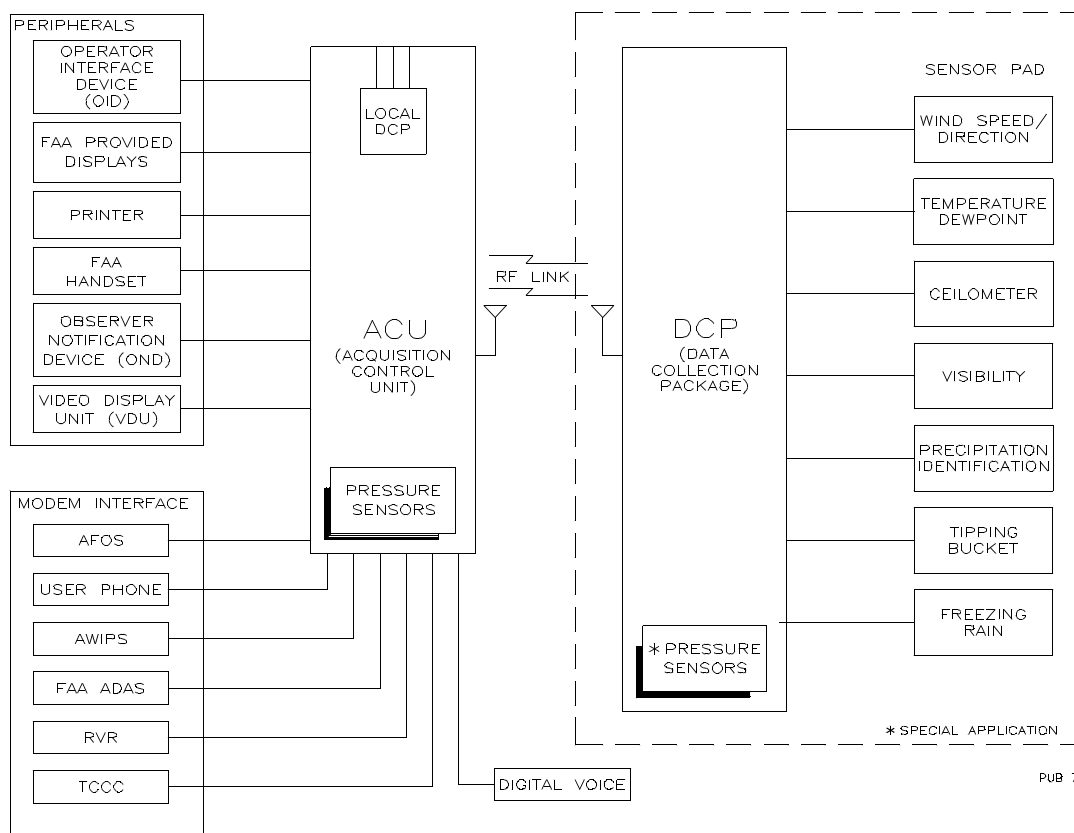 PERIPHERALS
OPERATOR
INTERFACE
DEVICE
(OID)
FAA PROVIDED
DISPLAYS
PRINTER
FAA
HANDSET
OBSERVER
NOTIFICATION
DEVICE (OND)
VIDEO DISPLAY
UNIT (VDU)
MODEM INTERFACE
AFOS
USER PHONE
AWIPS
FAA ADAS
RVR
TCCC
LOCAL
DCP
ACU
(ACQUISITION
CONTROL
UNIT)
PRESSURE
SENSORS
DIGITAL VOICE
RF LINK
DCP
(DATA
COLLECTION
PACKAGE)
* PRESSURE
SENSORS
SENSOR PAD
WIND SPEED/
DIRECTION
TEMPERATURE
DEWPOINT
CEILOMETER
VISIBILITY
PRECIPITATION
IDENTIFICATION
TIPPING
BUCKET
FREEZING
RAIN
* SPECIAL APPLICATION
PUB